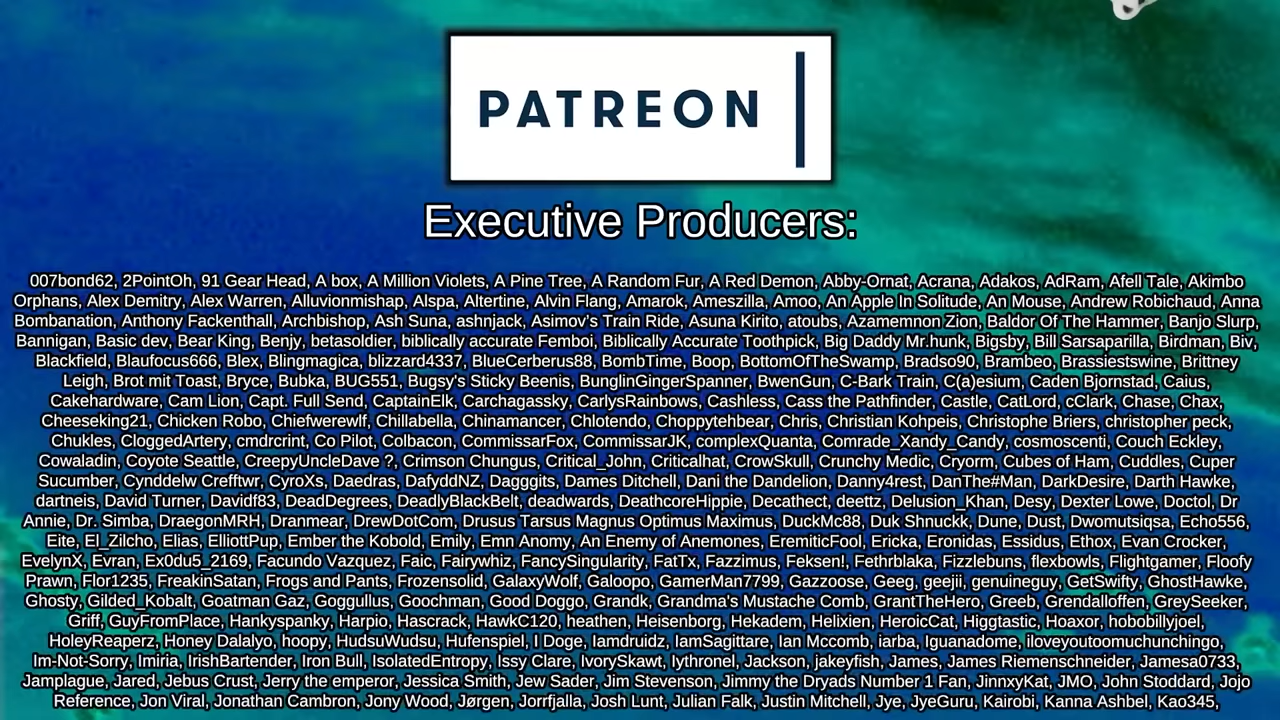 PATREON
Executive Producers:
007bond62, 2PointOh, 91 Gear Head, A box, A Million Violets, A Pine Tree, A Random Fur, A Red Demon, Abby-Ornat, Acrana, Adakos, AdRam, Afell Tale, Akimbo
Orphans, Alex Demitry, Alex Warren, Alluvionmishap, Alspa, Altertine, Alvin Flang, Amarok, Ameszilla, Amoo, An Apple In Solitude, An Mouse, Andrew Robichaud, Anna
Bombanation, Anthony Fackenthall, Archbishop, Ash Suna, ashnjack, Asimov's Train Ride, Asuna Kirito, atoubs, Azamemnon Zion, Baldor Of The Hammer, Banjo Slurp,
Bannigan, Basic dev, Bear King, Benjy, betasoldier, biblically accurate Femboi, Biblically Accurate Toothpick, Big Daddy Mr.hunk, Bigsby, Bill Sarsaparilla, Birdman, Biv,
Blackfield, Blaufocus666, Blex, Blingmagica, blizzard4337, BlueCerberus88, BombTime, Boop, BottomOfTheSwamp, Bradso90, Brambeo, Brassiestswine, Brittney
Leigh, Brot mit Toast, Bryce, Bubka, BUG551, Bugsy's Sticky Beenis, BunglinGingerSpanner, BwenGun, C-Bark Train, C(a)esium, Caden Bjornstad, Caius,
Cakehardware, Cam Lion, Capt. Full Send, CaptainElk, Carchagassky, CarlysRainbows, Cashless, Cass the Pathfinder, Castle, CatLord, cClark, Chase, Chax,
Cheeseking21, Chicken Robo, Chiefwerewlf, Chillabella, Chinamancer, Chlotendo, Choppytehbear, Chris, Christian Kohpeis, Christophe Briers, christopher peck,
Chukles, CloggedArtery, cmdrcrint, Co Pilot, Colbacon, CommissarFox, CommissarJK, complexQuanta, Comrade_Xandy_Candy, cosmoscenti, Couch Eckley,
Cowaladin, Coyote Seattle, CreepyUncleDave ?, Crimson Chungus, Critical_John, Criticalhat, CrowSkull, Crunchy Medic, Cryorm, Cubes of Ham, Cuddles, Cuper
Sucumber, Cynddelw Crefftwr, CyroXs, Daedras, DafyddNZ, Dagggits, Dames Ditchell, Dani the Dandelion, Danny4rest, DanThe#Man, DarkDesire, Darth Hawke,
dartneis, David Turner, Davidf83, DeadDegrees, DeadlyBlackBelt, deadwards, DeathcoreHippie, Decathect, deettz, Delusion_Khan, Desy, Dexter Lowe, Doctol, Dr
Annie, Dr. Simba, DraegonMRH, Dranmear, DrewDotCom, Drusus Tarsus Magnus Optimus Maximus, DuckMc88, Duk Shnuckk, Dune, Dust, Dwomutsiqsa, Echo556,
Eite, El_Zilcho, Elias, ElliottPup, Ember the Kobold, Emily, Emn Anomy, An Enemy of Anemones, EremiticFool, Ericka, Eronidas, Essidus, Ethox, Evan Crocker,
EvelynX, Evran, Ex0du5_2169, Facundo Vazquez, Faic, Fairywhiz, FancySingularity, FatTx, Fazzimus, Feksen!, Fethrblaka, Fizzlebuns, flexbowls, Flightgamer, Floofy
Prawn, Flor1235, FreakinSatan, Frogs and Pants, Frozensolid, GalaxyWolf, Galoopo, GamerMan7799, Gazzoose, Geeg, geejii, genuineguy, GetSwifty, GhostHawke,
Ghosty, Gilded_Kobalt, Goatman Gaz, Goggullus, Goochman, Good Doggo, Grandk, Grandma's Mustache Comb, GrantTheHero, Greeb, Grendalloffen, GreySeeker,
Griff, GuyFromPlace, Hankyspanky, Harpio, Hascrack, HawkC120, heathen, Heisenborg, Hekadem, Helixien, HeroicCat, Higgtastic, Hoaxor, hobobillyjoel,
HoleyReaperz, Honey Dalalyo, hoopy, HudsuWudsu, Hufenspiel, I Doge, Iamdruidz, IamSagittare, Ian Mccomb, iarba, Iguanadome, iloveyoutoomuchunchingo,
Im-Not-Sorry, Imiria, IrishBartender, Iron Bull, IsolatedEntropy, Issy Clare, IvorySkawt, Iythronel, Jackson, jakeyfish, James, James Riemenschneider, Jamesa0733,
Jamplague, Jared, Jebus Crust, Jerry the emperor, Jessica Smith, Jew Sader, Jim Stevenson, Jimmy the Dryads Number 1 Fan, JinnxyKat, JMO, John Stoddard, Jojo
Reference, Jon Viral, Jonathan Cambron, Jony Wood, Jørgen, Jorrfjalla, Josh Lunt, Julian Falk, Justin Mitchell, Jye, JyeGuru, Kairobi, Kanna Ashbel, Kao345,